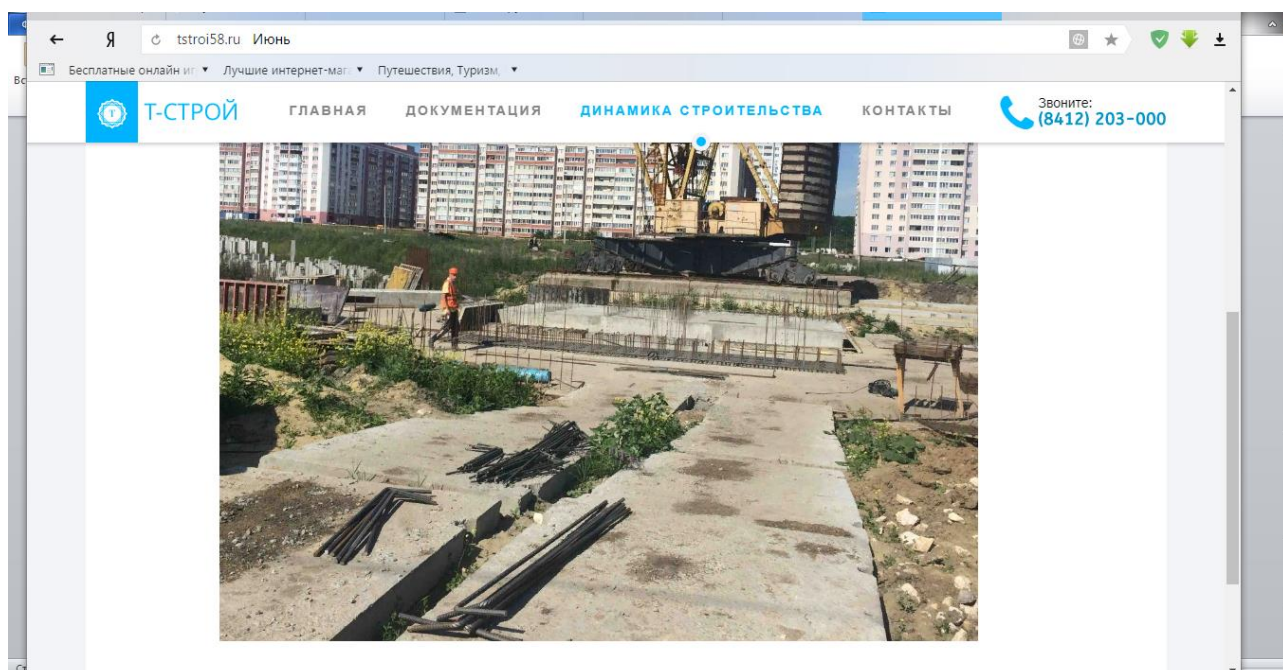 Я tstroi58.ru Июнь
Бесплатные онлайн иг Лучшие интернет-маг Путешествия, Туризм,
Т-СТРОЙ ГЛАВНАЯ ДОКУМЕНТАЦИЯ ДИНАМИКА СТРОИТЕЛЬСТВА КОНТАКТЫ
Звоните:
(8412) 203-000